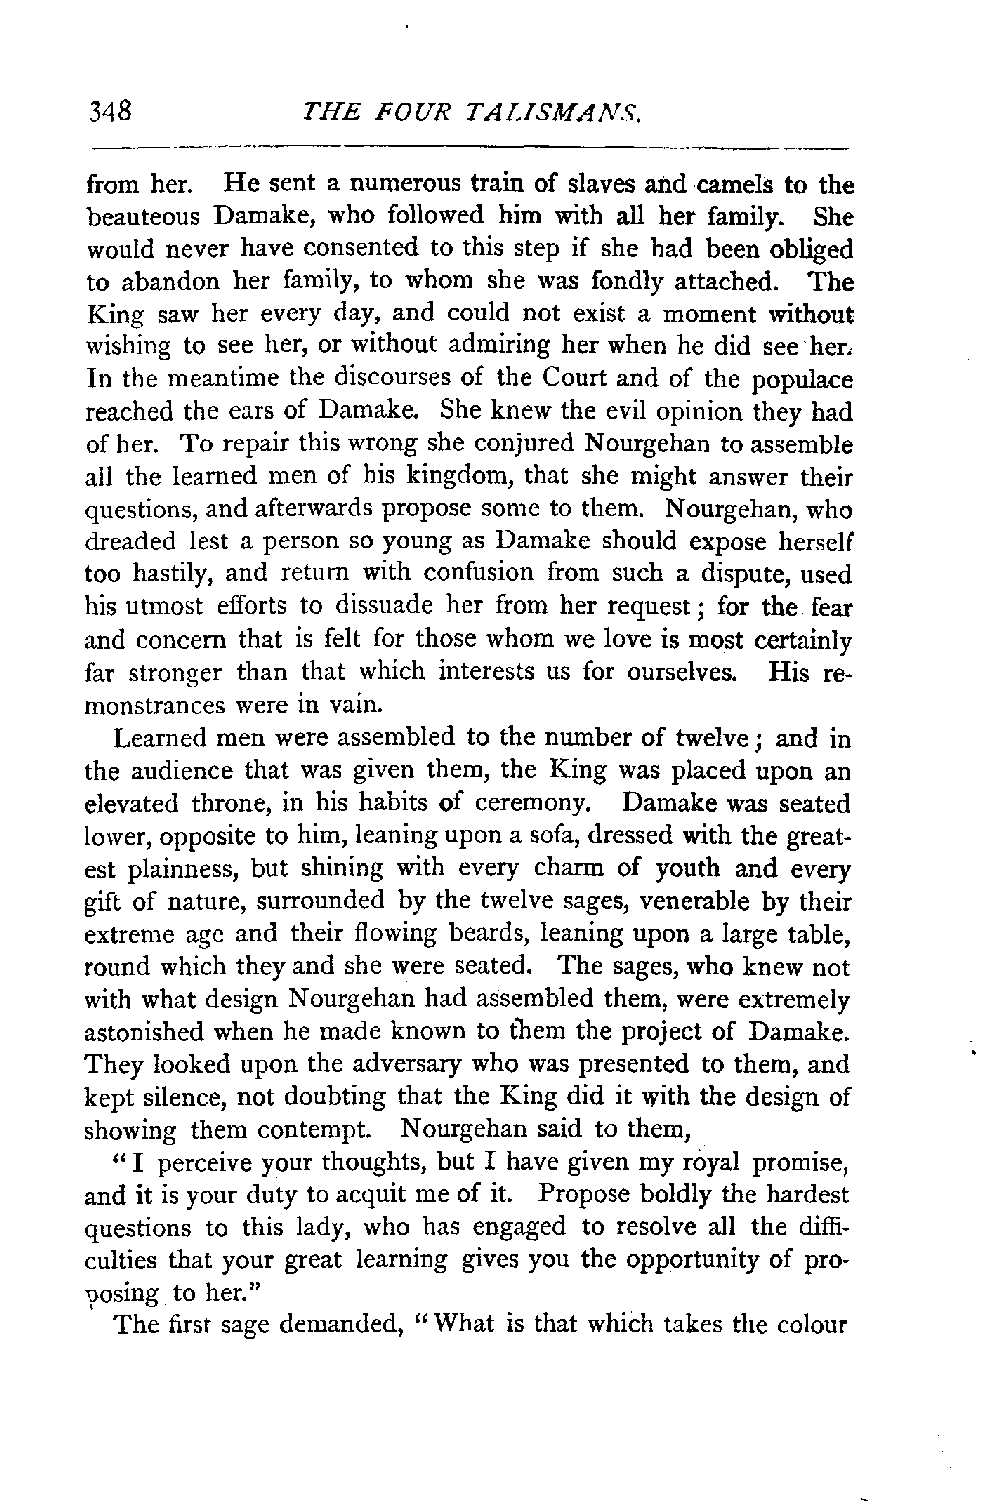 348 THE FOUR TALISMANS.
from her. He sent a numerous train of slaves and camels to the
beauteous Damake, who followed him with all her family. She
would never have consented to this step if she had been obliged
to abandon her family, to whom she was fondly attached. The
King saw her every day, and could not exist a moment without
wishing to see her, or without admiring her when he did see her.
In the meantime the discourses of the Court and of the populace
reached the ears of Damake. She knew the evil opinion they had
of her. To repair this wrong she conjured Nourgehan to assemble
all the learned men of his kingdom, that she might answer their
questions, and afterwards propose some to them. Nourgehan, who
dreaded lest a person so young as Damake should expose herself
too hastily, and return with confusion from such a dispute, used
his utmost efforts to dissuade her from her request; for the fear
and concern that is felt for those whom we love is most certainly
far stronger than that which interests us for ourselves. His re-
monstrances were in vain.
Learned men were assembled to the number of twelve; and in
the audience that was given them, the King was placed upon an
elevated throne, in his habits of ceremony. Damake was seated
lower, opposite to him, leaning upon a sofa, dressed with the great-
est plainness, but shining with every charm of youth and every
gift of nature, surrounded by the twelve sages, venerable by their
extreme age and their flowing beards, leaning upon a large table,
round which they and she were seated. The sages, who knew not
with what design Nourgehan had assembled them, were extremely
astonished when he made known to them the project of Damake.
They looked upon the adversary who was presented to them, and
kept silence, not doubting that the King did it with the design of
showing them contempt. Nourgehan said to them,
"I perceive your thoughts, but I have given my royal promise,
and it is your duty to acquit me of it. Propose boldly the hardest
questions to this lady, who has engaged to resolve all the diffi-
culties that your great learning gives you the opportunity of pro-
posing to her."
The first sage demanded, "What is that which takes the colour